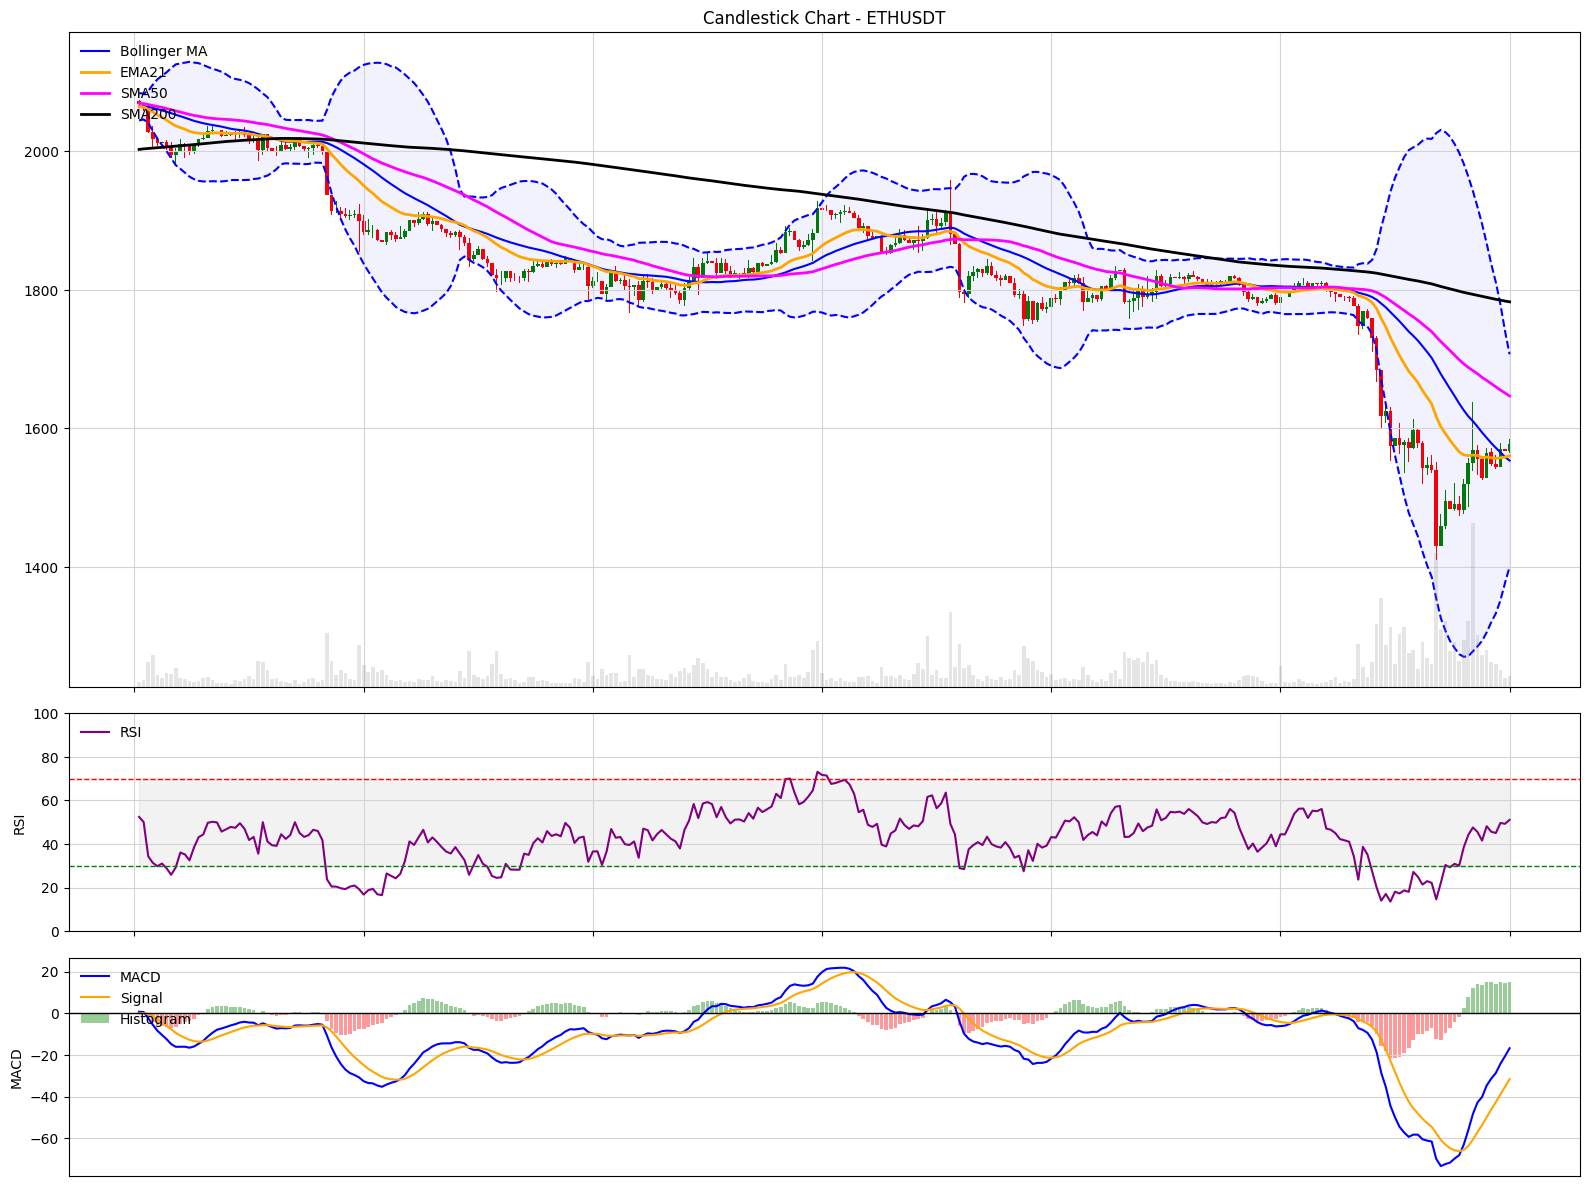 Candlestick Chart - ETHUSDT
Bollinger MA
EMA21
SMA50
SMA200
2000
1800
1600
1400
100
80
60
40
20
0
RSI
RSI
20
0
−20
−40
−60
MACD
MACD
Signal
Histogram